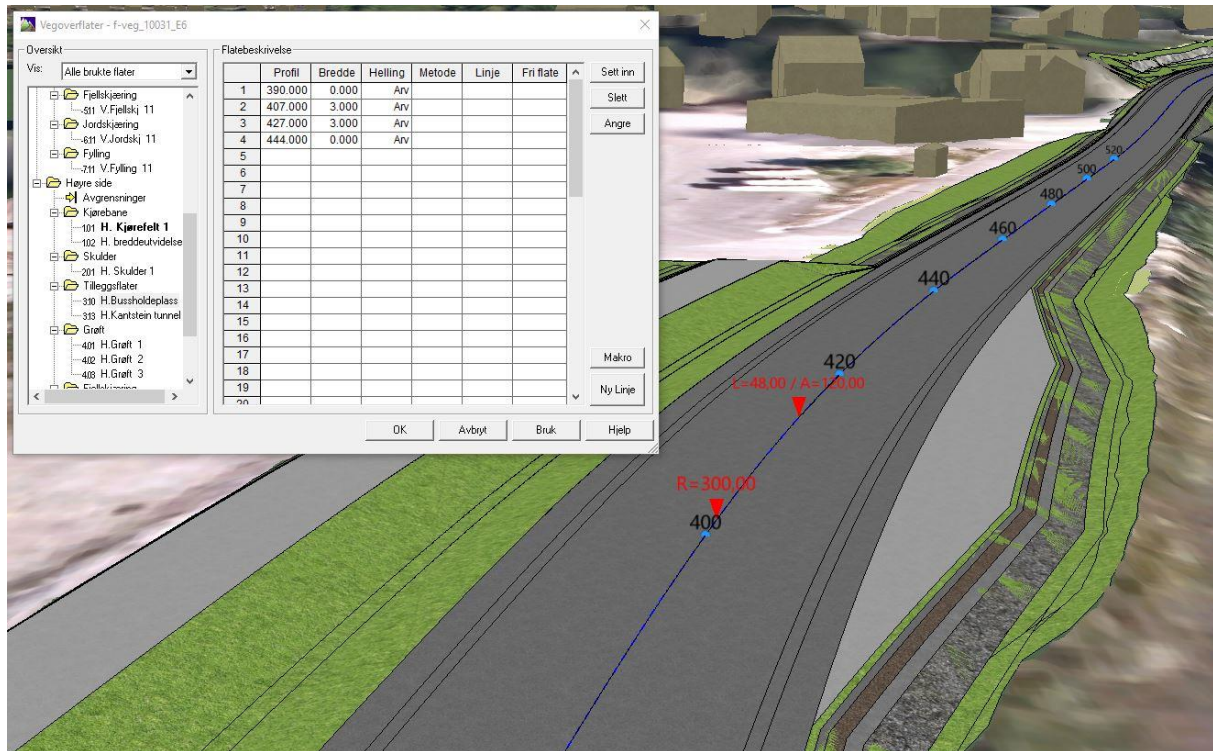 Vegoverflater - f-veg_10031_E6
Oversikt
Vis: Alle brukte flater
Fjellskjæring
-511 V.Fjellskj 11
Jordskjæring
-611 V.Jordskj 11
Fylling
-711 V.Fylling 11
Høyre side
Avgrensninger
Kjørebane
101 H. Kjørefelt 1
102 H. breddeutvidelse
Skulder
201 H. Skulder 1
Tilleggsflater
310 H.Bussholdeplass
313 H.Kantstein tunnel
Grøft
401 H.Grøft 1
402 H.Grøft 2
403 H.Grøft 3
Fjellskjæring
Flatebeskrivelse
Profil Bredde Helling Metode Linje Fri flate
1 390.000 0.000 Arv
2 407.000 3.000 Arv
3 427.000 3.000 Arv
4 444.000 0.000 Arv
5
6
7
8
9
10
11
12
13
14
15
16
17
18
19
20
Sett inn
Slett
Angre
Makro
Ny Linje
OK Avbryt Bruk Hjelp
520
500
480
460
440
420
L=48,00 / A=120,00
R=300,00
400